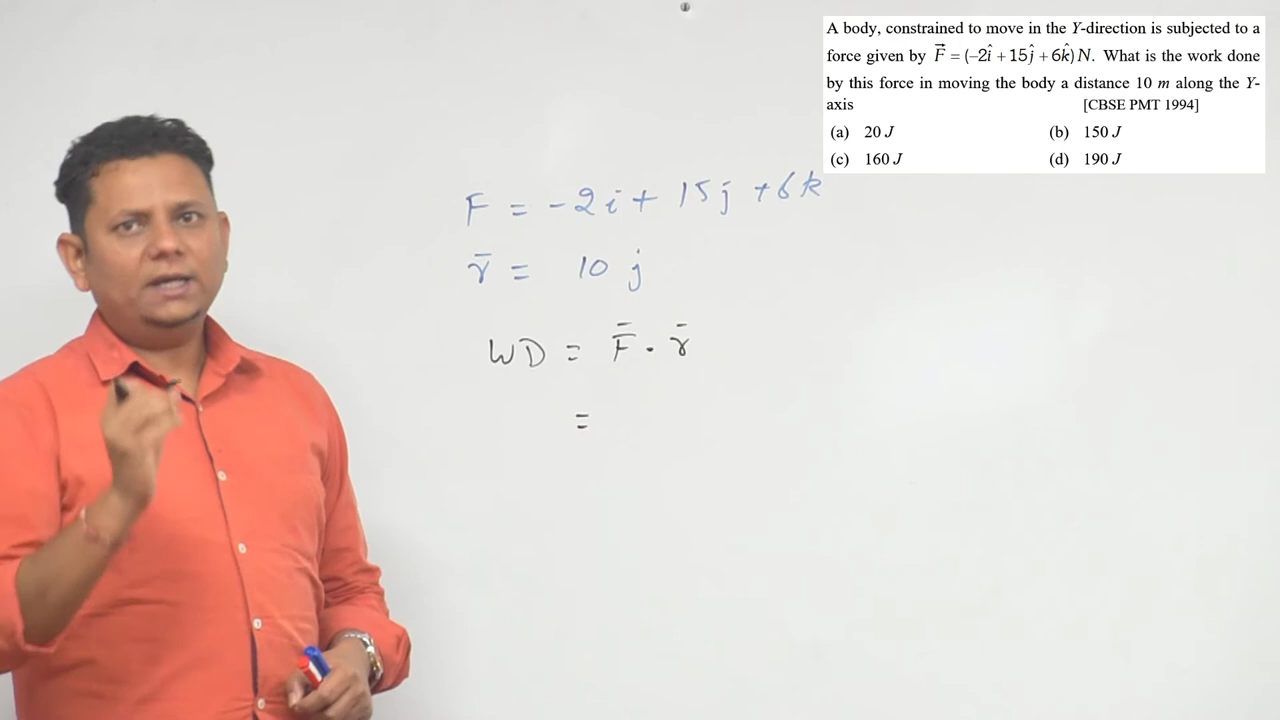 A body, constrained to move in the Y-direction is subjected to a
force given by F⃗ = (–2î + 15ĵ + 6k̂) N. What is the work done
by this force in moving the body a distance 10 m along the Y-
axis [CBSE PMT 1994]
(a) 20 J (b) 150 J
(c) 160 J (d) 190 J
F = -2i + 15j + 6k
r̄ = 10 j
WD = F̄ . r̄
=